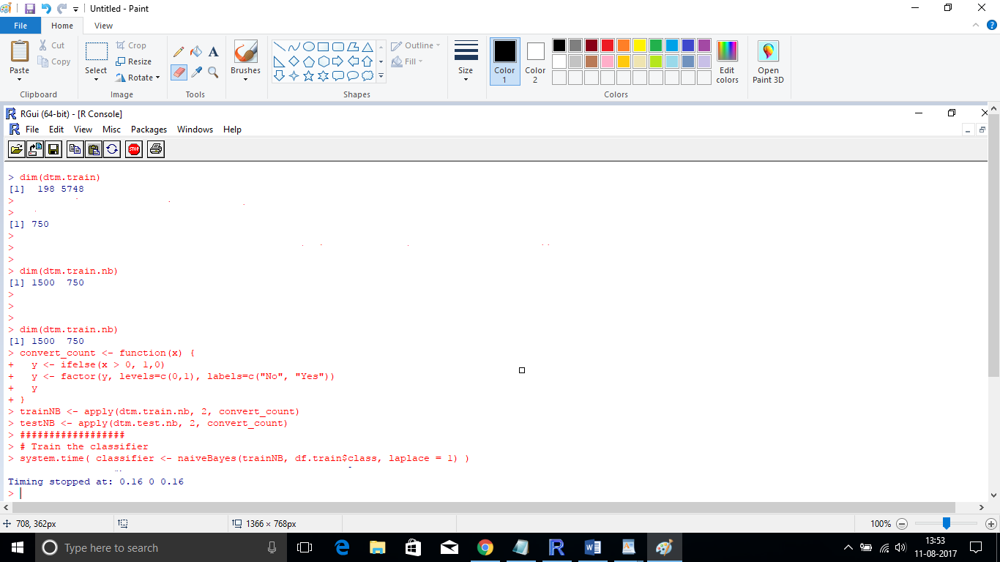 Untitled - Paint
File Home View
Paste
Cut
Copy
Clipboard
Select
Crop
Resize
Rotate
Image
A
Tools
Brushes
Outline
Fill
Shapes
Size
Color 1
Color 2
Edit colors
Colors
Open Paint 3D
RGui (64-bit) - [R Console]
File Edit View Misc Packages Windows Help
STOP
> dim(dtm.train)
[1]  198 5748
>
>
[1] 750
>
>
>
> dim(dtm.train.nb)
[1] 1500  750
>
>
>
> dim(dtm.train.nb)
[1] 1500  750
> convert_count <- function(x) {
+   y <- ifelse(x > 0, 1,0)
+   y <- factor(y, levels=c(0,1), labels=c("No", "Yes"))
+   y
+ }
> trainNB <- apply(dtm.train.nb, 2, convert_count)
> testNB <- apply(dtm.test.nb, 2, convert_count)
> ##################
> # Train the classifier
> system.time( classifier <- naiveBayes(trainNB, df.train$class, laplace = 1) )
Timing stopped at: 0.16 0 0.16
>
708, 362px
1366 × 768px
100%
Type here to search
13:53
11-08-2017